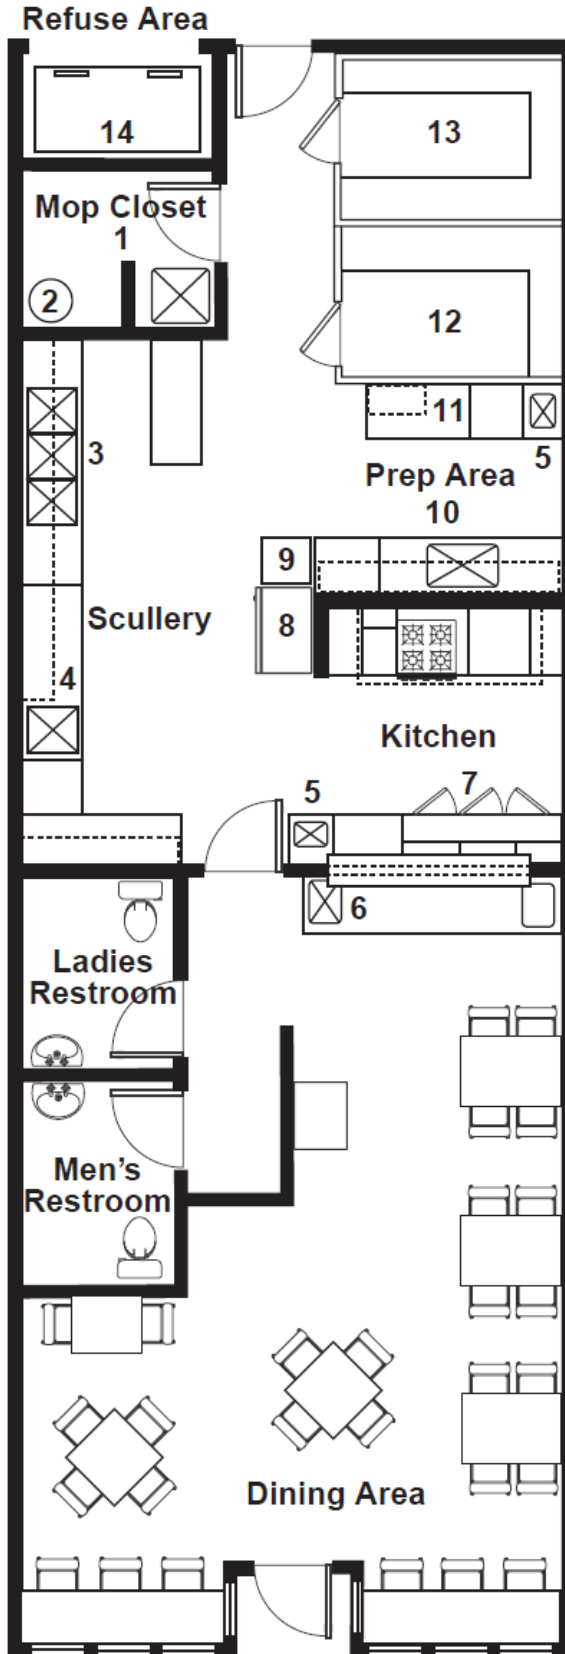 Refuse Area
14
13
Mop Closet
1
2
12
11
5
3
Prep Area
10
9
8
Scullery
4
Kitchen
7
5
6
Ladies
Restroom
Men's
Restroom
Dining Area